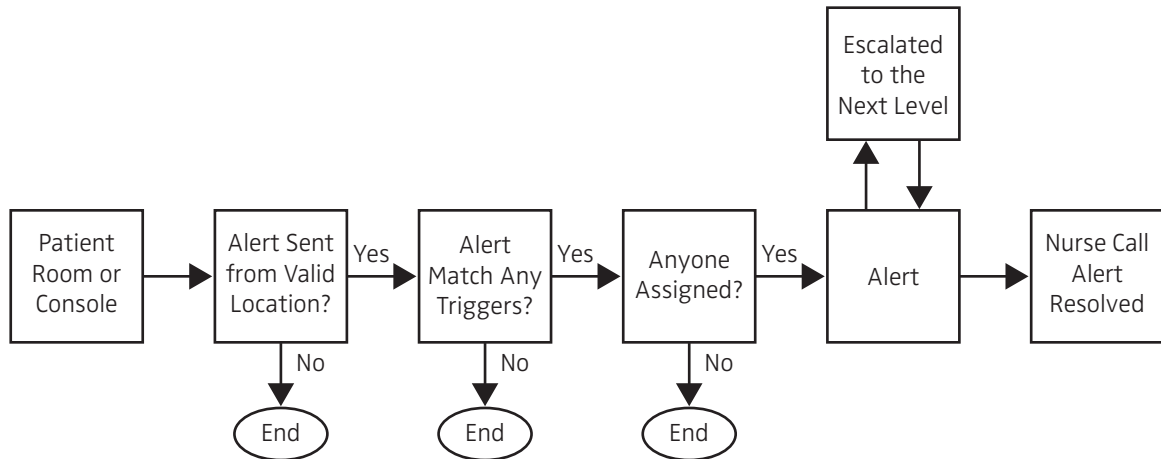 Escalated
to the
Next Level
Patient
Room or
Console
Alert Sent
from Valid
Location?
Yes
Alert
Match Any
Triggers?
Yes
Anyone
Assigned?
Yes
Alert
Nurse Call
Alert
Resolved
No
No
No
End
End
End